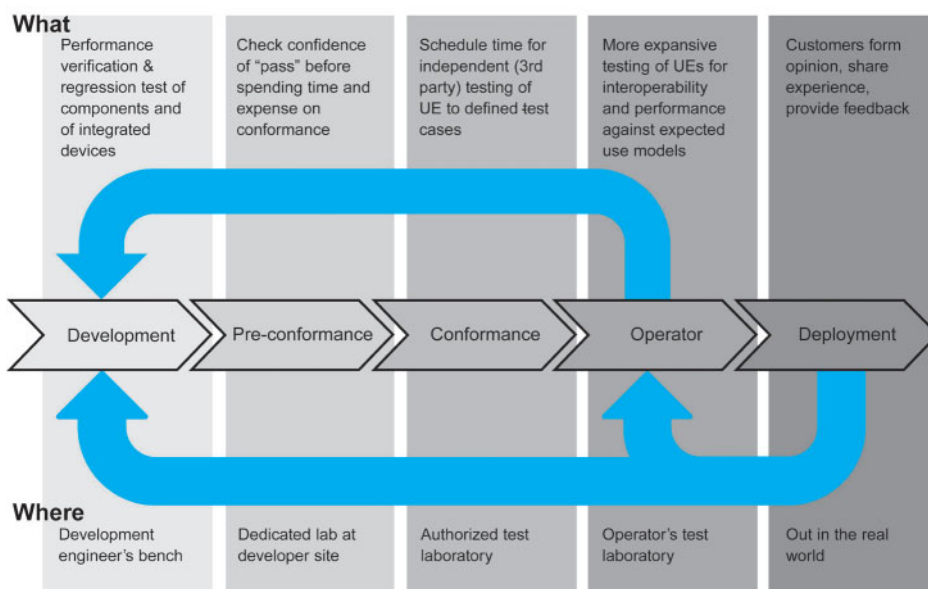 What
Performance
verification &
regression test of
components and
of integrated
devices
Check confidence
of “pass” before
spending time and
expense on
conformance
Schedule time for
independent (3rd
party) testing of
UE to defined test
cases
More expansive
testing of UEs for
interoperability
and performance
against expected
use models
Customers form
opinion, share
experience,
provide feedback
Development
Pre-conformance
Conformance
Operator
Deployment
Where
Development
engineer’s bench
Dedicated lab at
developer site
Authorized test
laboratory
Operator’s test
laboratory
Out in the real
world